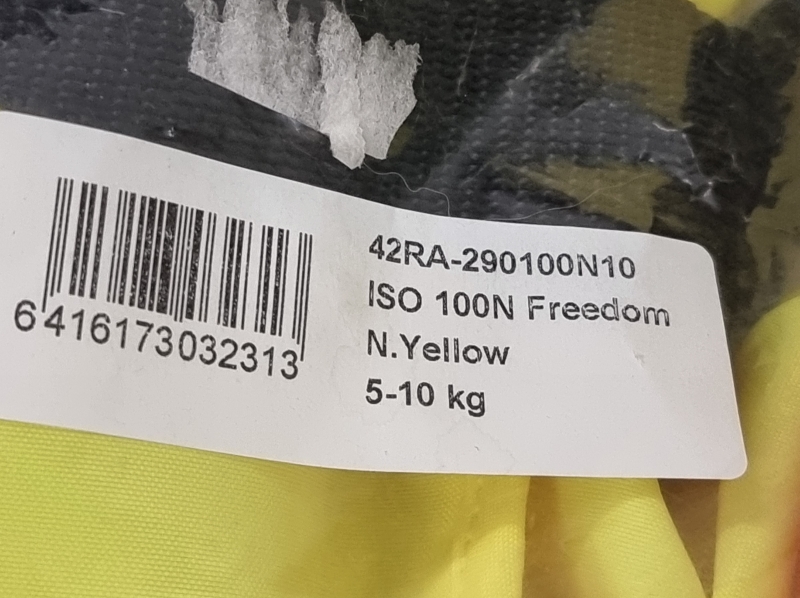 6416173032313
42RA-290100N10
ISO 100N Freedom
N.Yellow
5-10 kg